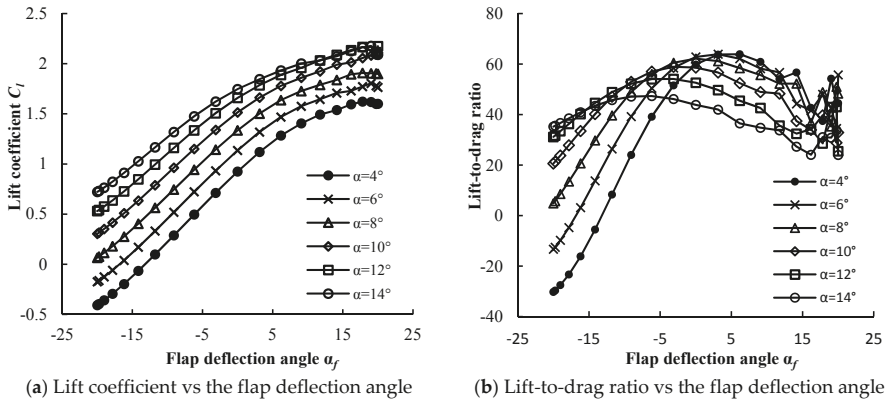 2.5
2
1.5
1
0.5
0
-0.5
-25
-15
-5
5
15
25
Lift coefficient Cl
Flap deflection angle αf
α=4°
α=6°
α=8°
α=10°
α=12°
α=14°
(a) Lift coefficient vs the flap deflection angle
80
60
40
20
0
-20
-40
-25
-15
-5
5
15
25
Lift-to-drag ratio
Flap deflection angle αf
α=4°
α=6°
α=8°
α=10°
α=12°
α=14°
(b) Lift-to-drag ratio vs the flap deflection angle